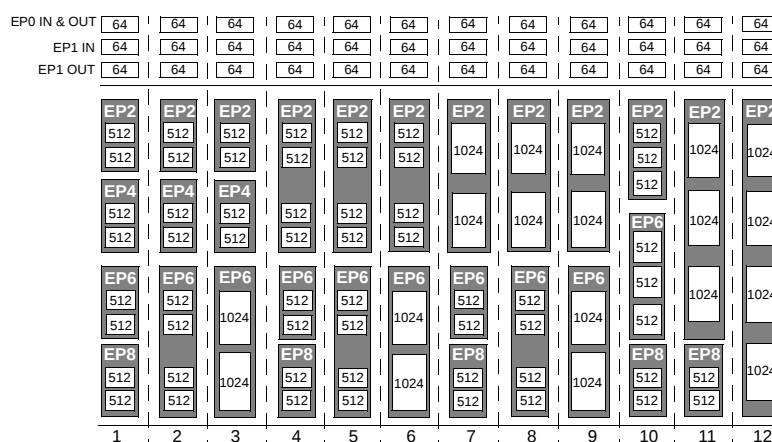 EP0 IN & OUT 64 64 64 64 64 64 64 64 64 64 64 64
EP1 IN 64 64 64 64 64 64 64 64 64 64 64 64
EP1 OUT 64 64 64 64 64 64 64 64 64 64 64 64
EP2 EP2 EP2 EP2 EP2 EP2 EP2 EP2 EP2 EP2 EP2 EP2
512 512 512 512 512 512 512
1024 1024 1024 1024 1024
512 512 512 512 512 512 512
512
EP4 EP4 EP4
512 512 512 512 512 512 1024 1024 1024 EP6 1024 1024
512 512 512 512 512 512 512
EP6 EP6 EP6 EP6 EP6 EP6 EP6 EP6 EP6 512
512 512 1024 512 512 1024 512 512 1024 1024 1024
512 512 512 512 512 512 512
EP8 EP8 EP8 EP8 EP8
512 512 1024 512 512 1024 512 512 1024 512 512 1024
512 512 512 512 512 512 512 512
1 2 3 4 5 6 7 8 9 10 11 12